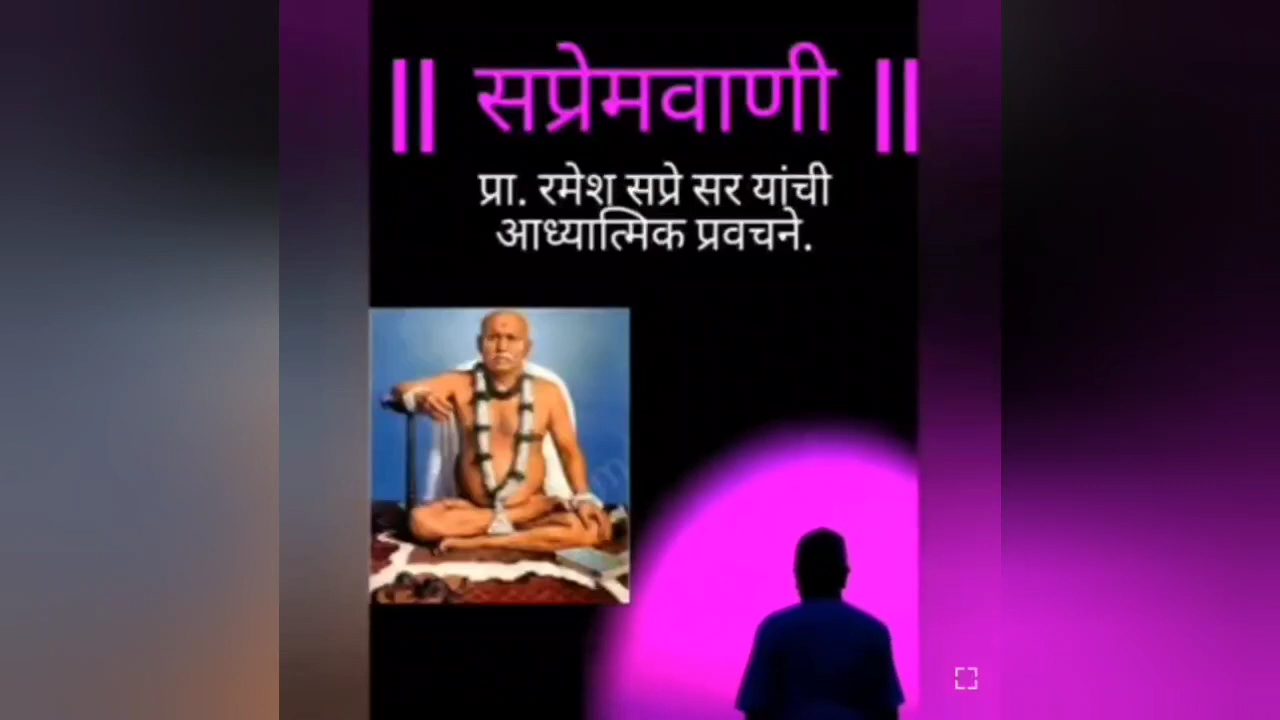 || सप्रेमवाणी ||
प्रा. रमेश सप्रे सर यांची
आध्यात्मिक प्रवचने.